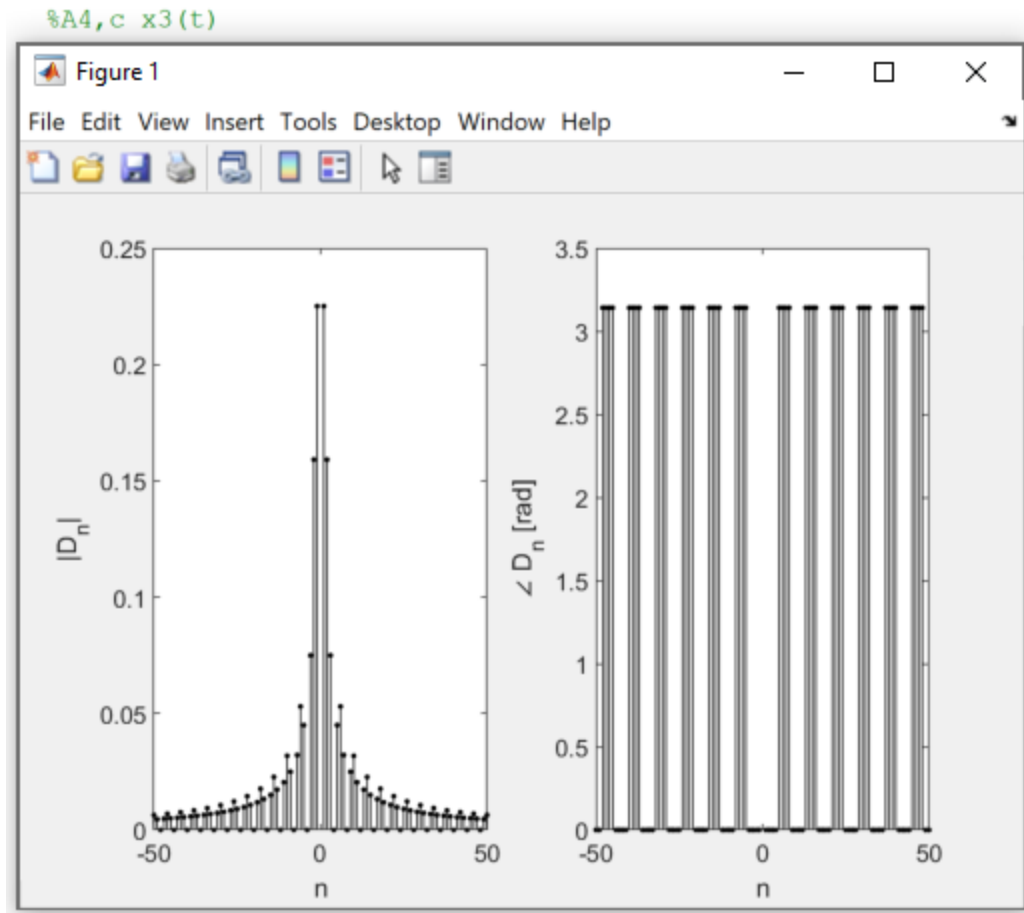 %A4,c x3(t)
Figure 1
File Edit View Insert Tools Desktop Window Help
0.25
0.2
0.15
0.1
0.05
0
|Dn|
-50 0 50
n
3.5
3
2.5
2
1.5
1
0.5
0
∠ Dn [rad]
-50 0 50
n